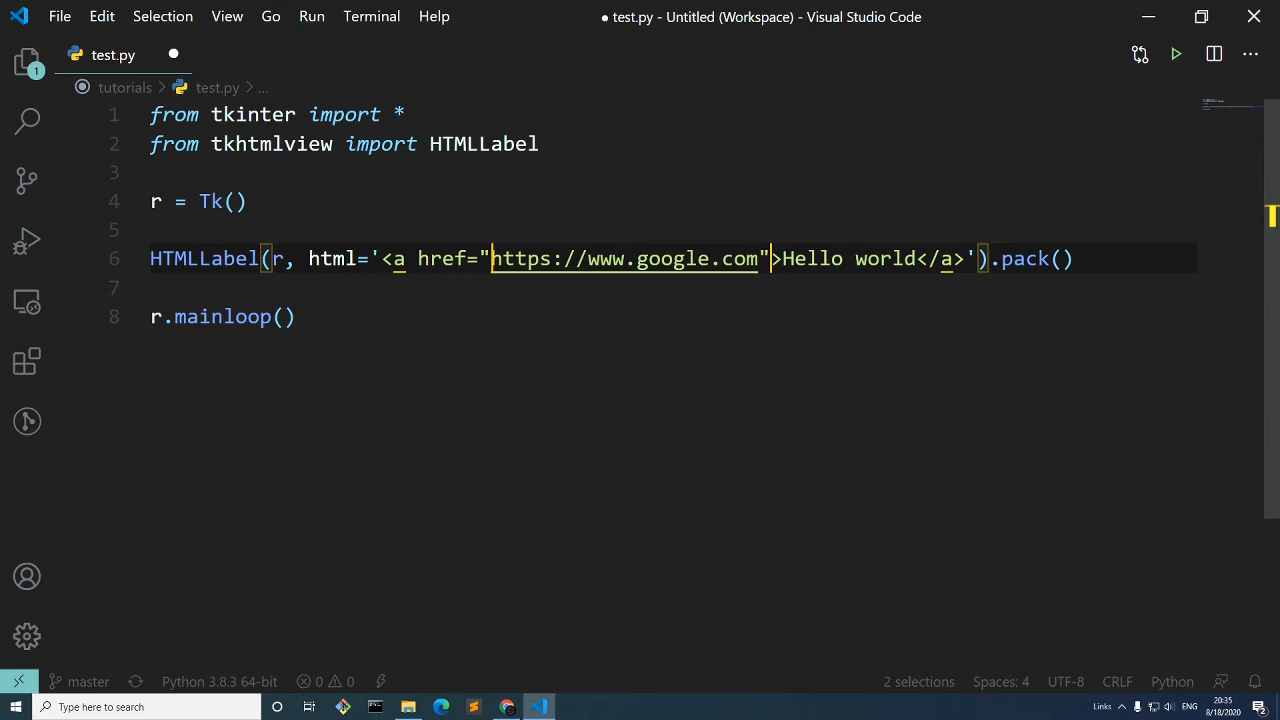 File Edit Selection View Go Run Terminal Help
● test.py - Untitled (Workspace) - Visual Studio Code
1
test.py
tutorials > test.py > ...
1 from tkinter import *
2 from tkhtmlview import HTMLLabel
3
4 r = Tk()
5
6 HTMLLabel(r, html='<a href="https://www.google.com">Hello world</a>').pack()
7
8 r.mainloop()
master Python 3.8.3 64-bit 0 0 2 selections Spaces: 4 UTF-8 CRLF Python
Type here to search Links ENG 20:35
8/18/2020 2